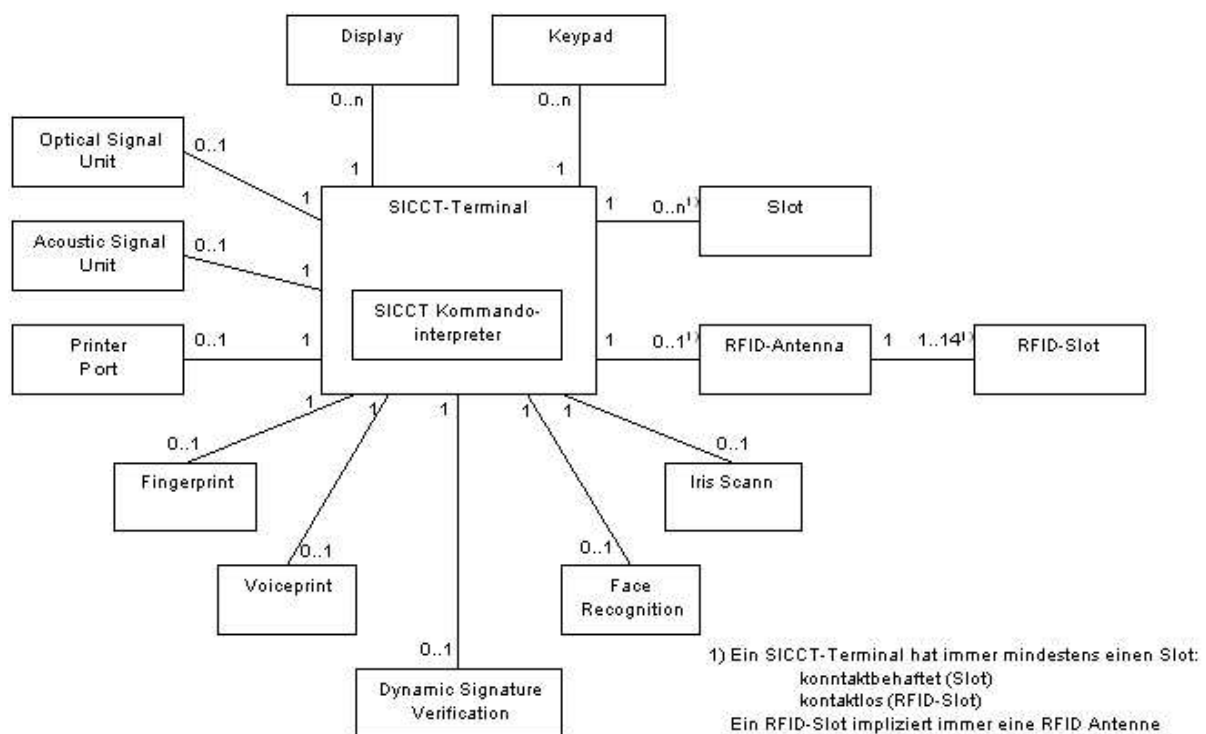 Display
Keypad
0..n
0..n
Optical Signal
Unit
0..1
1
1
1
SICCT-Terminal
1
0..n¹⁾
Slot
Acoustic Signal
Unit
0..1
1
SICCT Kommando-
interpreter
Printer
Port
0..1
1
1
0..1¹⁾
RFID-Antenna
1
1..14¹⁾
RFID-Slot
1
1
1
1
1
0..1
0..1
Fingerprint
Iris Scann
0..1
0..1
Voiceprint
Face
Recognition
0..1
Dynamic Signature
Verification
1) Ein SICCT-Terminal hat immer mindestens einen Slot:
konntaktbehaftet (Slot)
kontaktlos (RFID-Slot)
Ein RFID-Slot impliziert immer eine RFID Antenne